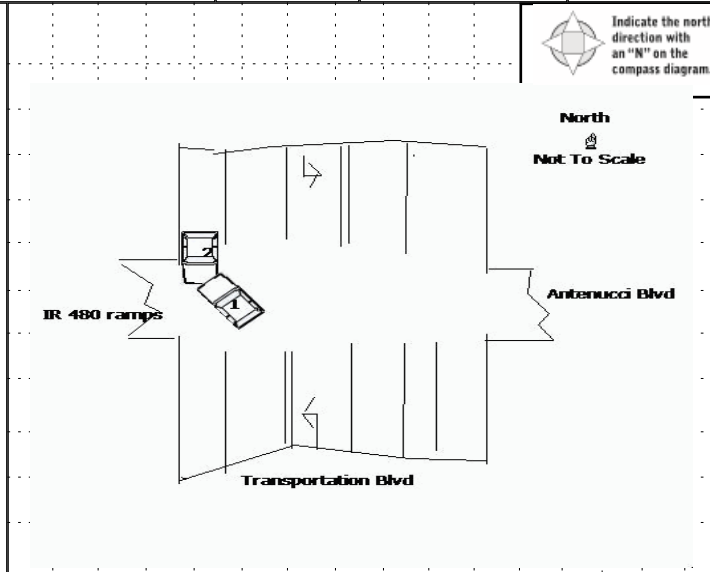 Indicate the north
direction with
an "N" on the
compass diagram.
North
Not To Scale
2
1
IR 480 ramps
Antenucci Blvd
Transportation Blvd